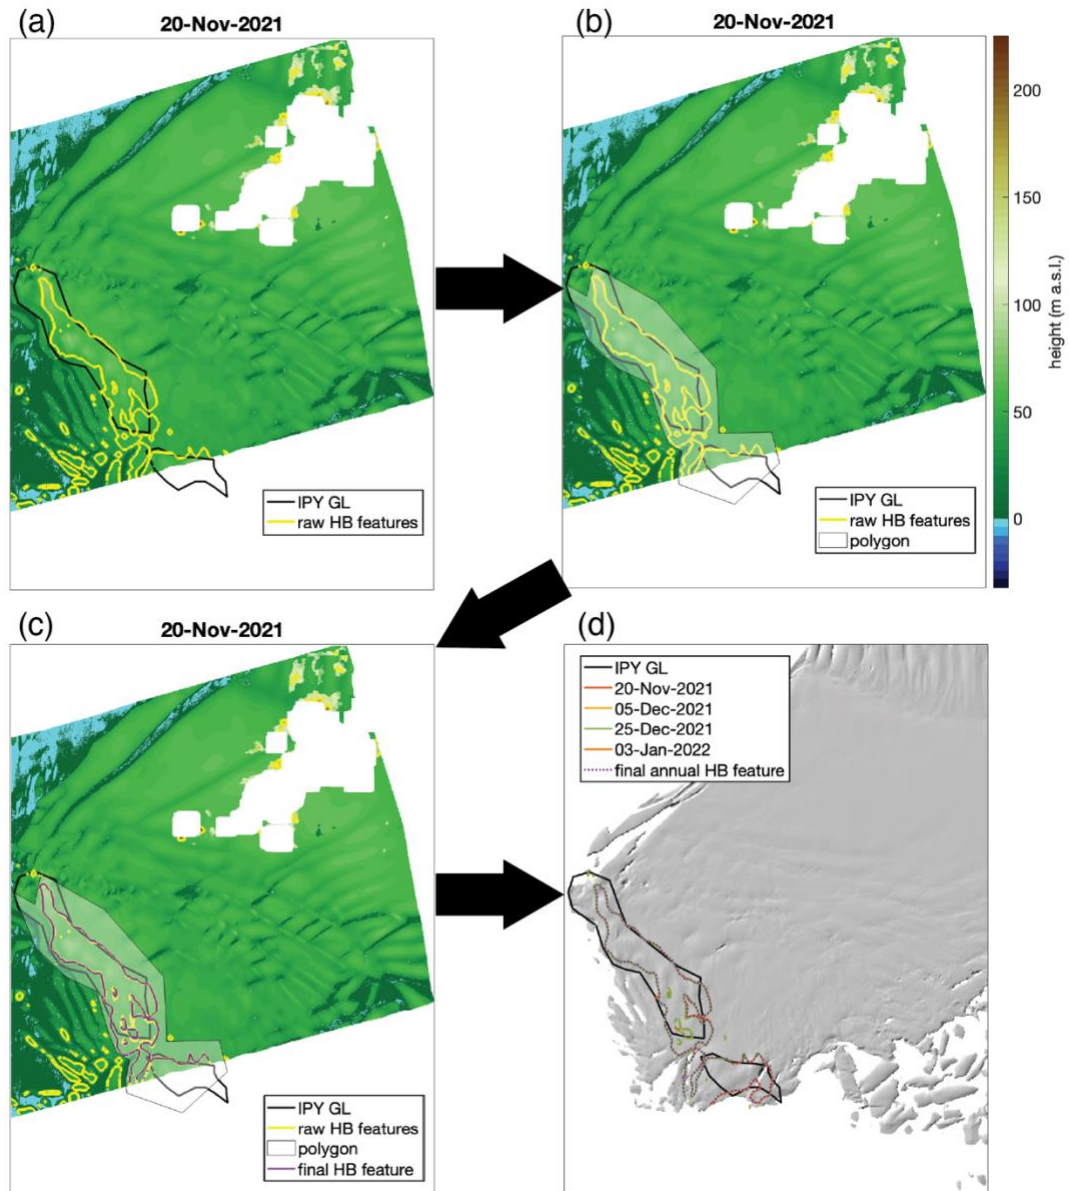 (a)
20-Nov-2021
(b)
20-Nov-2021
200
150
100
50
0
height (m a.s.l.)
IPY GL
raw HB features
IPY GL
raw HB features
polygon
(c)
20-Nov-2021
(d)
IPY GL
20-Nov-2021
05-Dec-2021
25-Dec-2021
03-Jan-2022
final annual HB feature
IPY GL
raw HB features
polygon
final HB feature